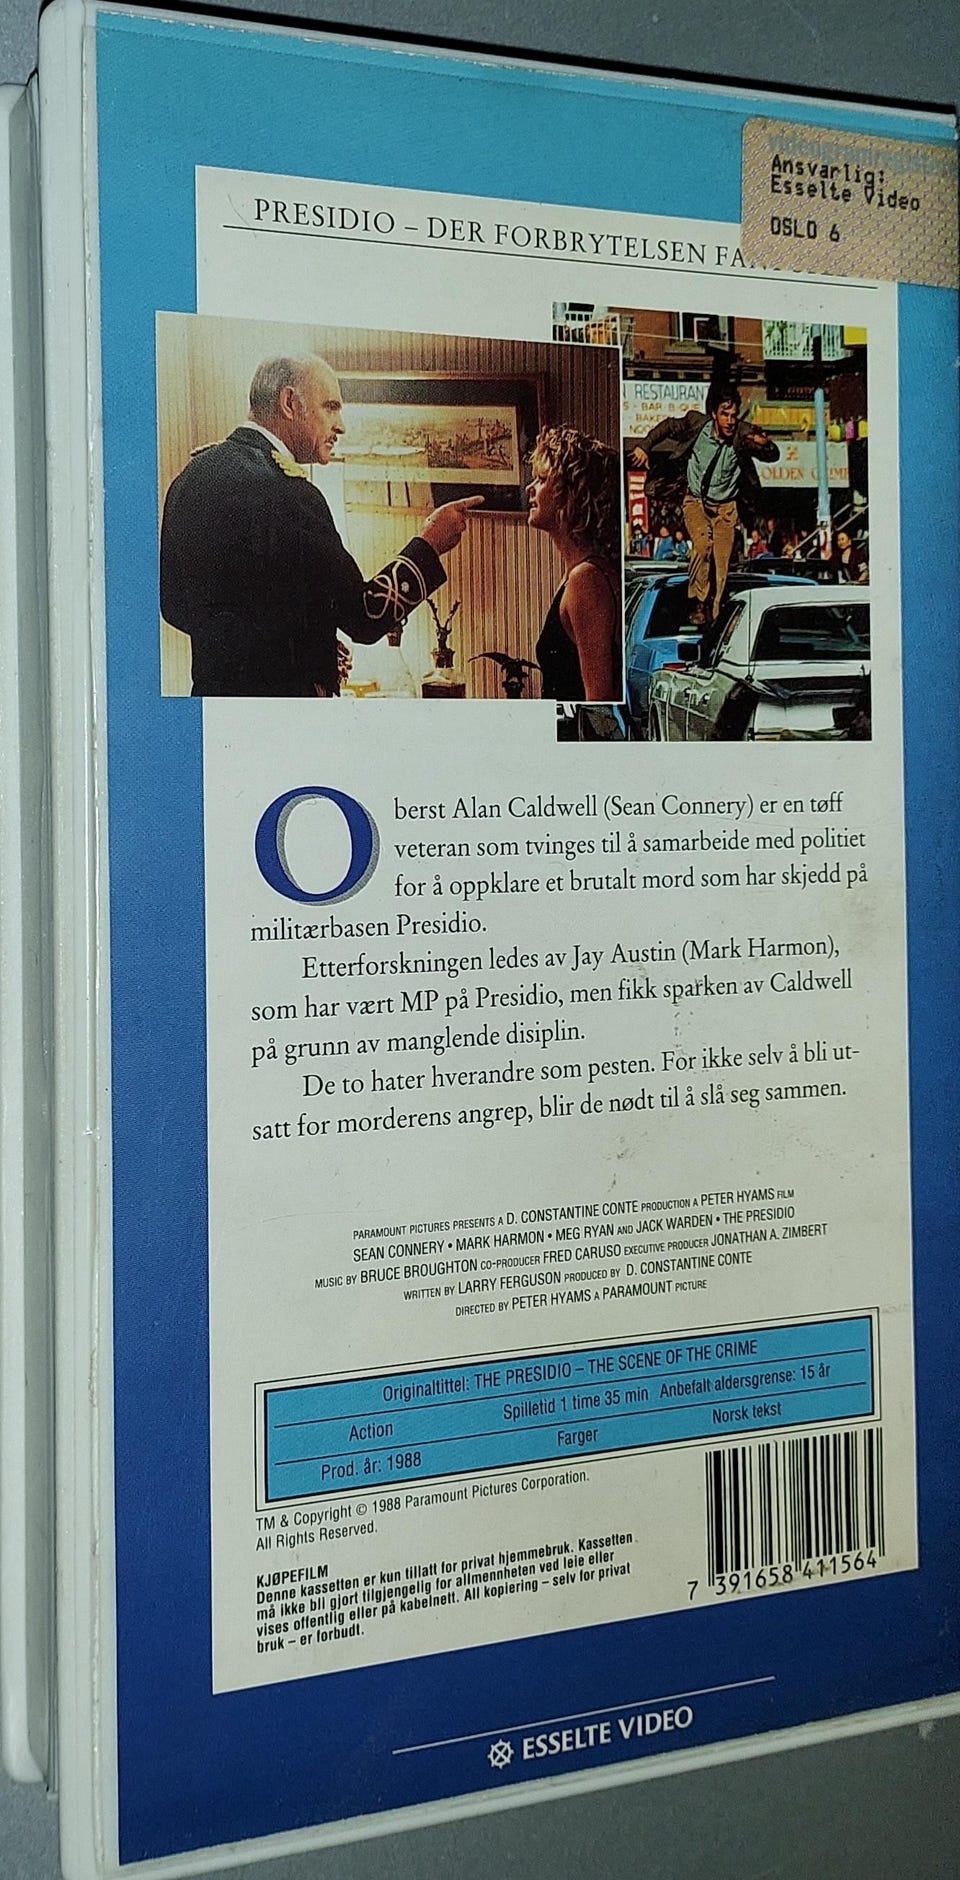 Ansvarlig:
Esselte Video
OSLO 6
PRESIDIO – DER FORBRYTELSEN
RESTAURANT
BAR-B-Q
Oberst Alan Caldwell (Sean Connery) er en tøff
veteran som tvinges til å samarbeide med politiet
for å oppklare et brutalt mord som har skjedd på
militærbasen Presidio.
Etterforskningen ledes av Jay Austin (Mark Harmon),
som har vært MP på Presidio, men fikk sparken av Caldwell
på grunn av manglende disiplin.
De to hater hverandre som pesten. For ikke selv å bli ut-
satt for morderens angrep, blir de nødt til å slå seg sammen.
PARAMOUNT PICTURES PRESENTS A D. CONSTANTINE CONTE PRODUCTION A PETER HYAMS FILM
SEAN CONNERY • MARK HARMON • MEG RYAN AND JACK WARDEN • THE PRESIDIO
MUSIC BY BRUCE BROUGHTON CO-PRODUCER FRED CARUSO EXECUTIVE PRODUCER JONATHAN A. ZIMBERT
WRITTEN BY LARRY FERGUSON PRODUCED BY D. CONSTANTINE CONTE
DIRECTED BY PETER HYAMS A PARAMOUNT PICTURE
Originaltittel: THE PRESIDIO – THE SCENE OF THE CRIME
Action Spilletid 1 time 35 min Anbefalt aldersgrense: 15 år
Prod. år: 1988 Farger Norsk tekst
TM & Copyright © 1988 Paramount Pictures Corporation.
All Rights Reserved.
KJØPEFILM
Denne kassetten er kun tillatt for privat hjemmebruk. Kassetten
må ikke bli gjort tilgjengelig for allmennheten ved leie eller
vises offentlig eller på kabelnett. All kopiering – selv for privat
bruk – er forbudt.
7 391658 411564
ESSELTE VIDEO